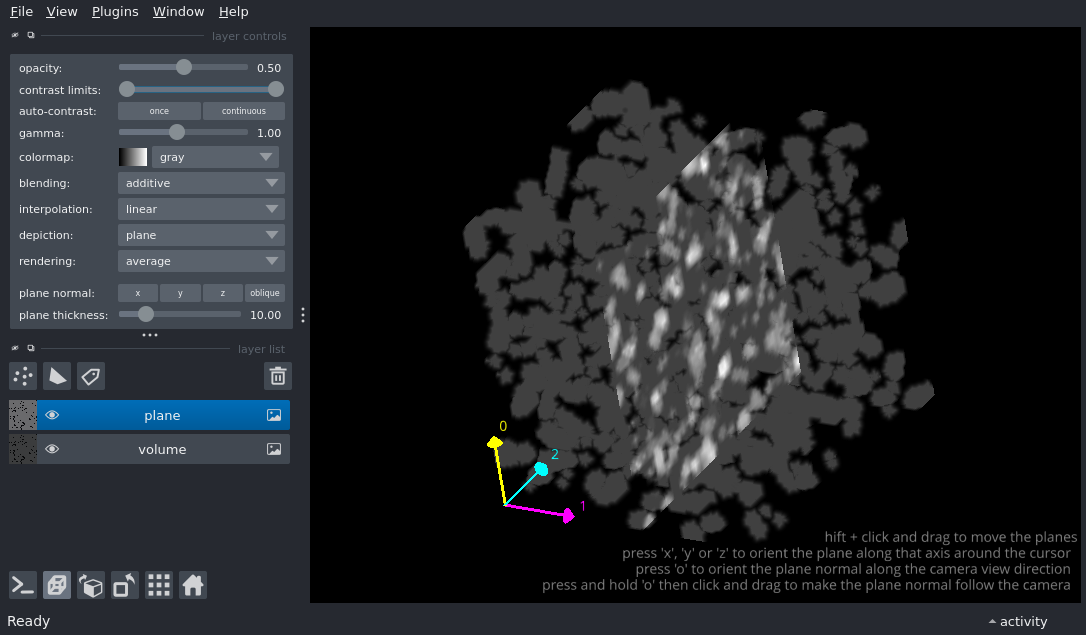 File View Plugins Window Help
layer controls
opacity: 0.50
contrast limits:
auto-contrast: once continuous
gamma: 1.00
colormap: gray
blending: additive
interpolation: linear
depiction: plane
rendering: average
plane normal: x y z oblique
plane thickness: 10.00
layer list
plane
volume
0
2
1
hift + click and drag to move the planes
press 'x', 'y' or 'z' to orient the plane along that axis around the cursor
press 'o' to orient the plane normal along the camera view direction
press and hold 'o' then click and drag to make the plane normal follow the camera
Ready activity